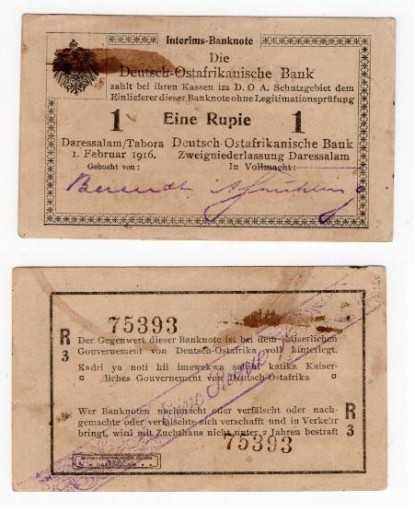 Interims-Banknote
Die
Deutsch-Ostafrikanische Bank
zahlt bei ihren Kassen im D. O A. Schutzgebiet dem
Einlieferer dieser Banknote ohne Legitimationsprüfung
1 Eine Rupie 1
Daressalam/Tabora Deutsch-Ostafrikanische Bank
1. Februar 1916. Zweigniederlassung Daressalam
Gebucht von: In Vollmacht:
75393
R
3
Der Gegenwert dieser Banknote ist bei dem Kaiserlichen
Gouvernement von Deutsch-Ostafrika voll hinterlegt.
Kadri ya noti hii imewekwa katika Kaiser-
liches Gouvernement von Deutsch-Ostafrika
Wer Banknoten nachmacht oder verfälscht oder nach-
gemachte oder verfälschte sich verschafft und in Verkehr
bringt, wird mit Zuchthaus nicht unter 2 Jahren bestraft
R
3
75393